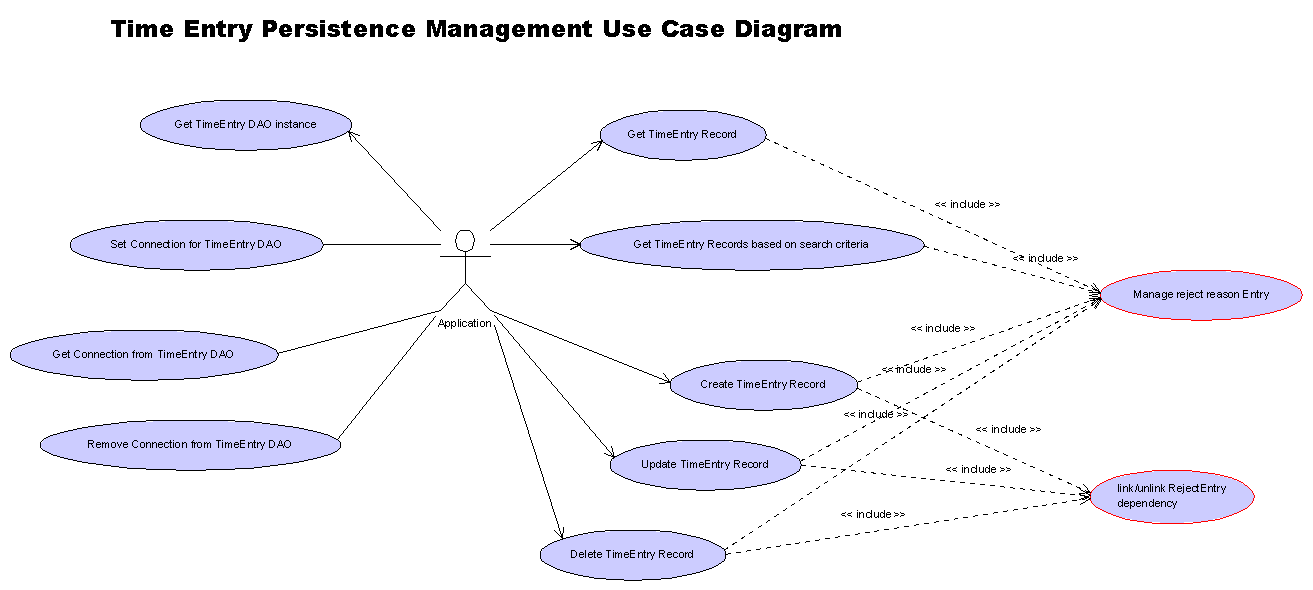 Time Entry Persistence Management Use Case Diagram
Get TimeEntry DAO instance
Get TimeEntry Record
<< include >>
Set Connection for TimeEntry DAO
Get TimeEntry Records based on search criteria
<< include >>
Manage reject reason Entry
Application
<< include >>
Get Connection from TimeEntry DAO
<< include >>
Create TimeEntry Record
<< include >>
<< include >>
Remove Connection from TimeEntry DAO
Update TimeEntry Record
<< include >>
link/unlink RejectEntry
dependency
<< include >>
Delete TimeEntry Record